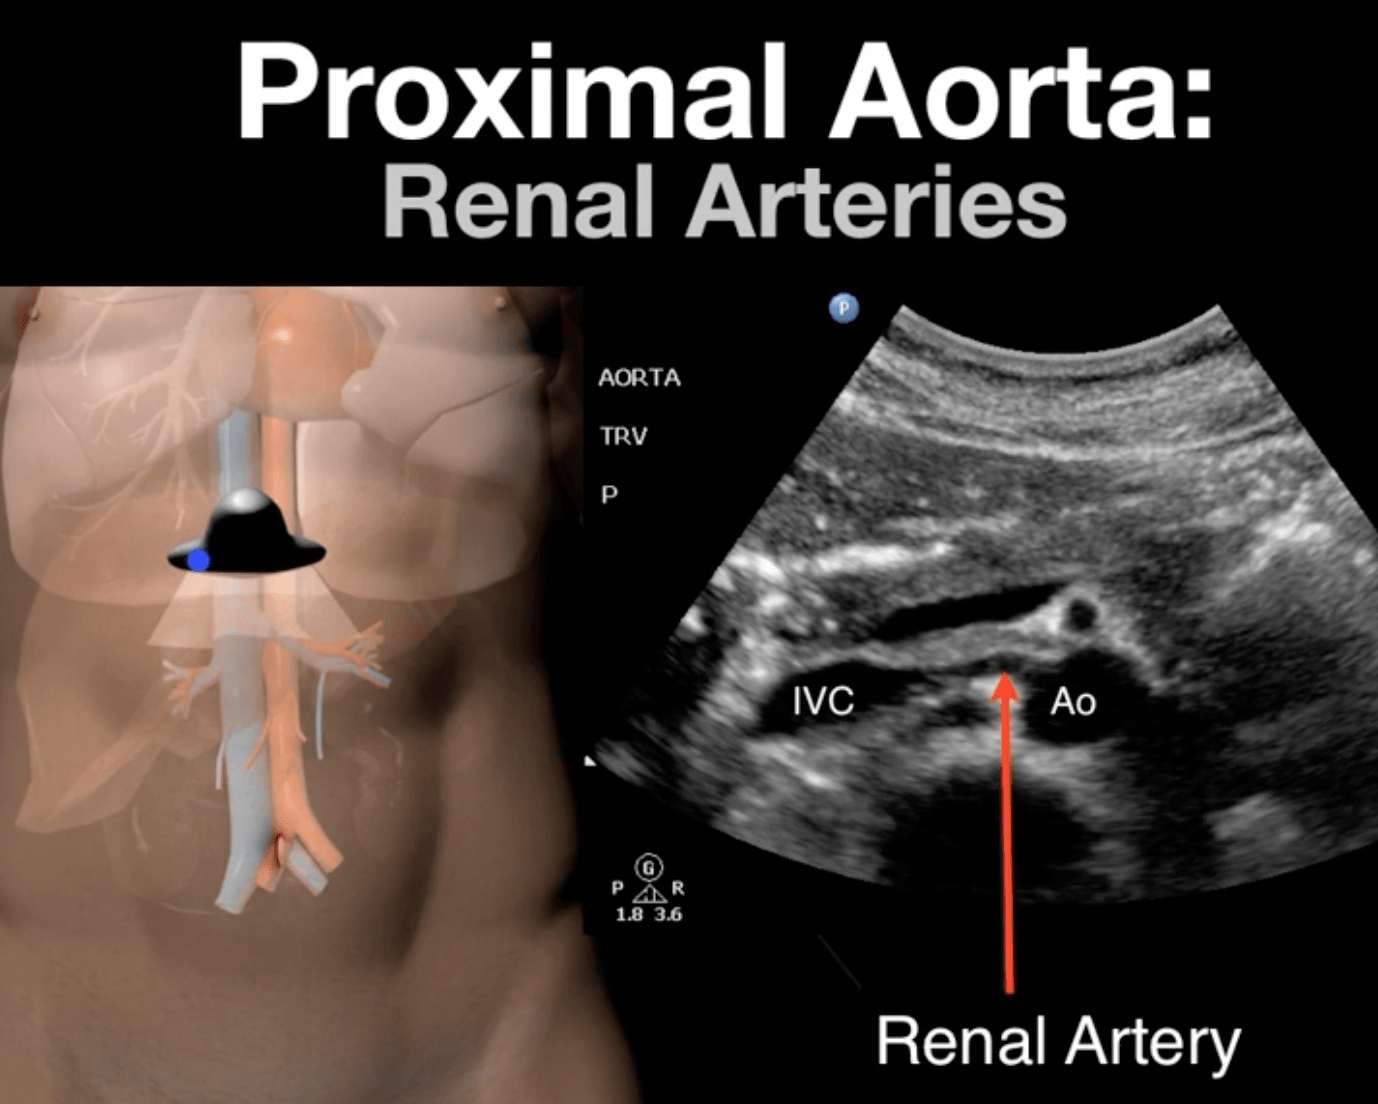 Proximal Aorta:
Renal Arteries
P
AORTA
TRV
P
IVC
Ao
G
P R
1.8 3.6
Renal Artery